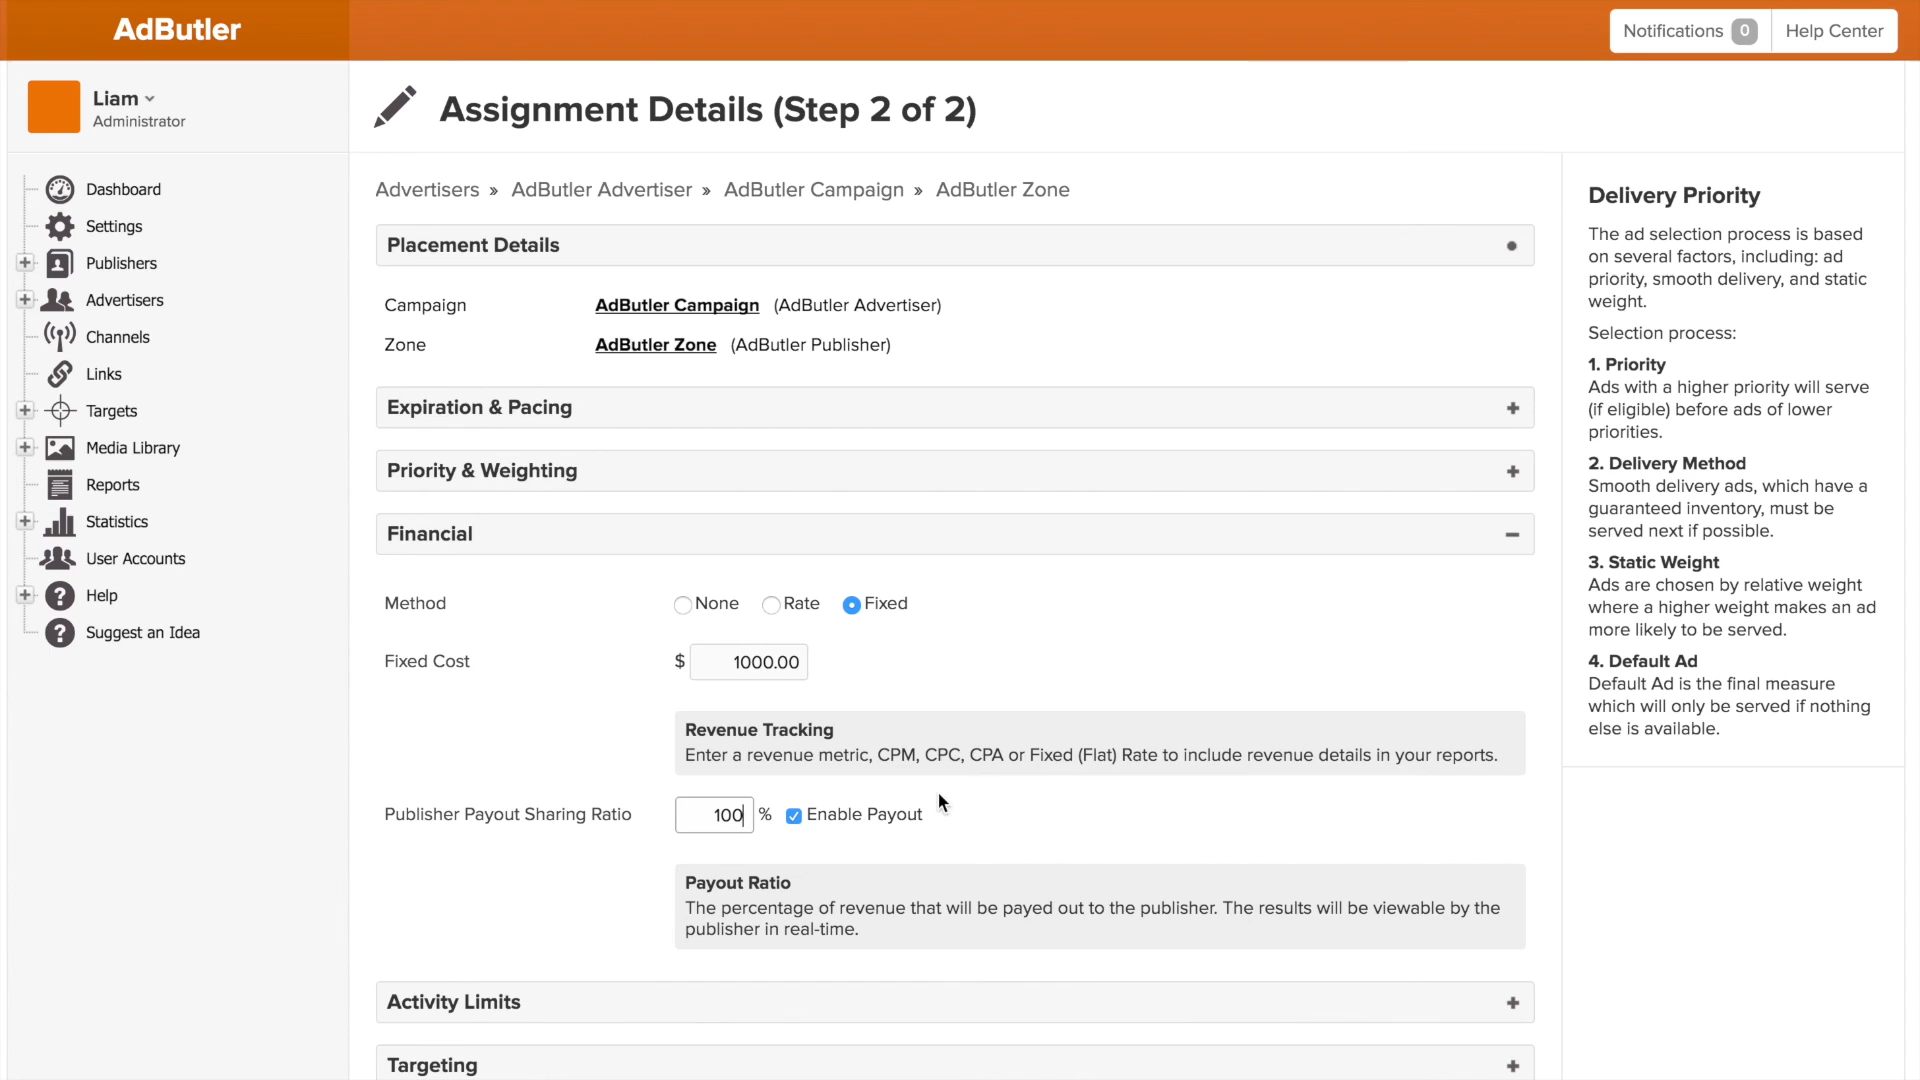 AdButler
Notifications 0
Help Center
Liam
Administrator
Dashboard
Settings
Publishers
Advertisers
Channels
Links
Targets
Media Library
Reports
Statistics
User Accounts
Help
Suggest an Idea
Assignment Details (Step 2 of 2)
Advertisers » AdButler Advertiser » AdButler Campaign » AdButler Zone
Placement Details
Campaign AdButler Campaign (AdButler Advertiser)
Zone AdButler Zone (AdButler Publisher)
Expiration & Pacing
Priority & Weighting
Financial
Method None Rate Fixed
Fixed Cost $ 1000.00
Revenue Tracking
Enter a revenue metric, CPM, CPC, CPA or Fixed (Flat) Rate to include revenue details in your reports.
Publisher Payout Sharing Ratio 100 % Enable Payout
Payout Ratio
The percentage of revenue that will be payed out to the publisher. The results will be viewable by the
publisher in real-time.
Activity Limits
Targeting
Delivery Priority
The ad selection process is based
on several factors, including: ad
priority, smooth delivery, and static
weight.
Selection process:
1. Priority
Ads with a higher priority will serve
(if eligible) before ads of lower
priorities.
2. Delivery Method
Smooth delivery ads, which have a
guaranteed inventory, must be
served next if possible.
3. Static Weight
Ads are chosen by relative weight
where a higher weight makes an ad
more likely to be served.
4. Default Ad
Default Ad is the final measure
which will only be served if nothing
else is available.